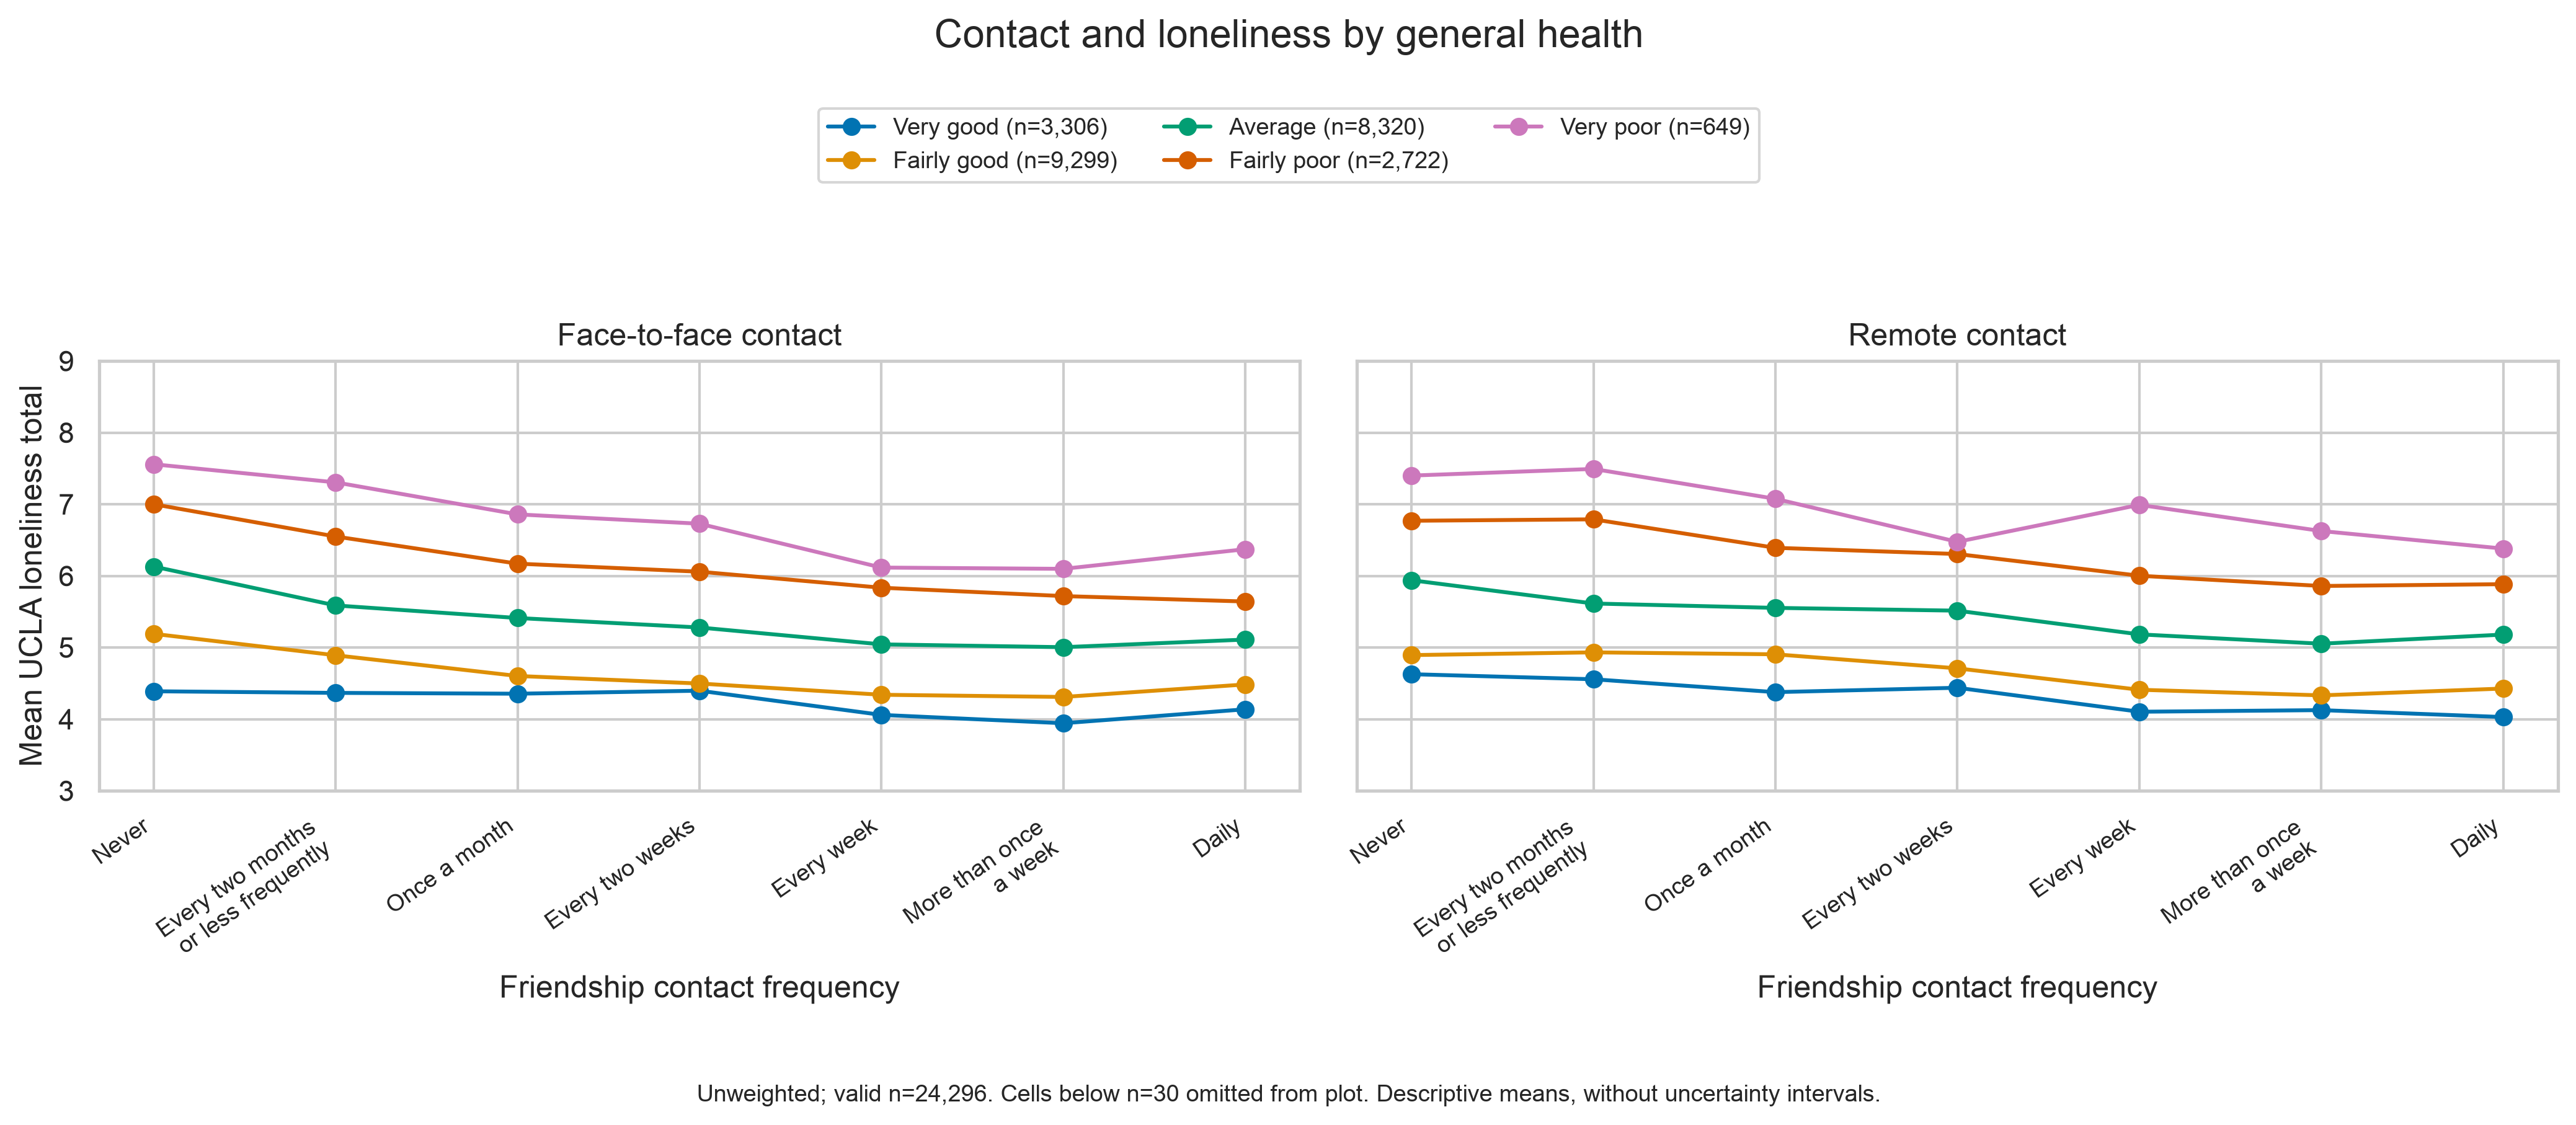 Contact and loneliness by general health
Very good (n=3,306)
Fairly good (n=9,299)
Average (n=8,320)
Fairly poor (n=2,722)
Very poor (n=649)
Face-to-face contact
Mean UCLA loneliness total
9
8
7
6
5
4
3
Never
Every two months
or less frequently
Once a month
Every two weeks
Every week
More than once
a week
Daily
Friendship contact frequency
Remote contact
Never
Every two months
or less frequently
Once a month
Every two weeks
Every week
More than once
a week
Daily
Friendship contact frequency
Unweighted; valid n=24,296. Cells below n=30 omitted from plot. Descriptive means, without uncertainty intervals.